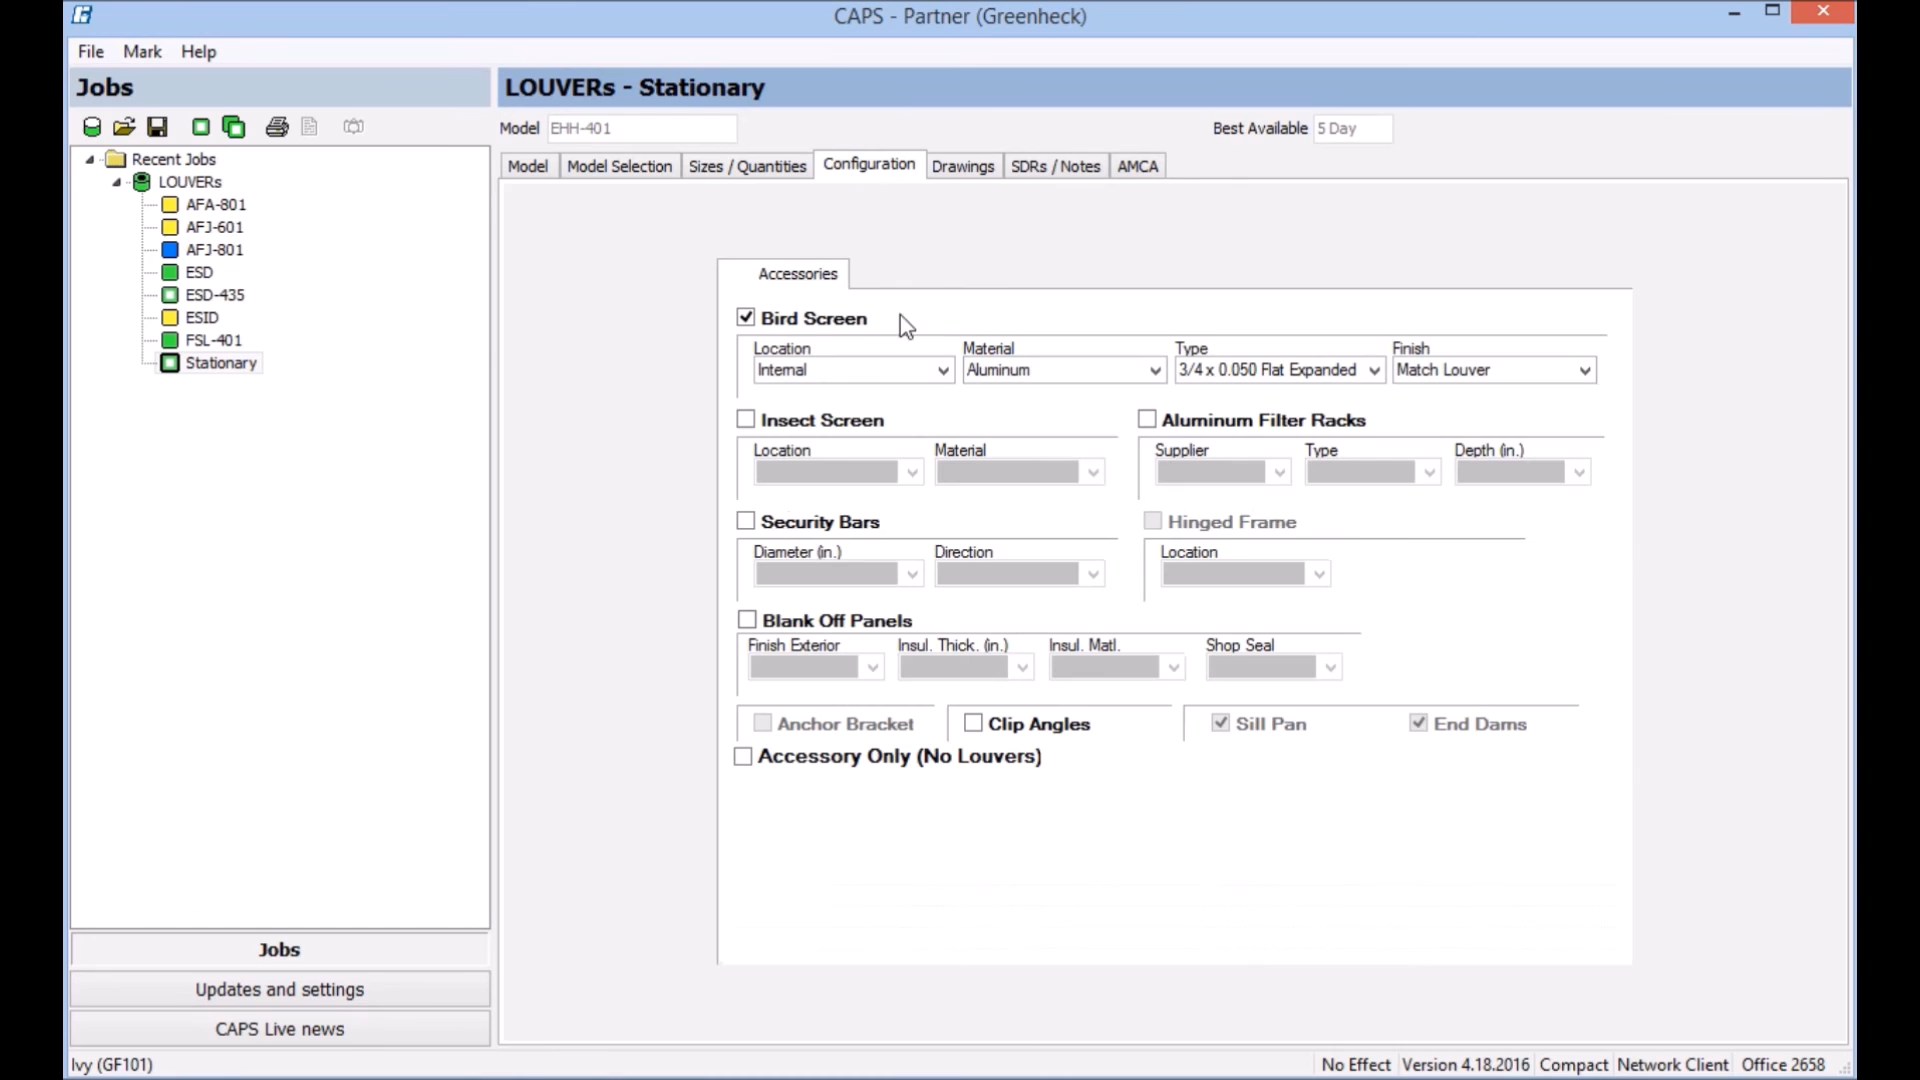 CAPS - Partner (Greenheck)
File Mark Help
Jobs
LOUVERs - Stationary
Model EHH-401 Best Available 5 Day
Model Model Selection Sizes / Quantities Configuration Drawings SDRs / Notes AMCA
Recent Jobs
LOUVERs
AFA-801
AFJ-601
AFJ-801
ESD
ESD-435
ESID
FSL-401
Stationary
Accessories
Bird Screen
Location Material Type Finish
Internal Aluminum 3/4 x 0.050 Flat Expanded Match Louver
Insect Screen Aluminum Filter Racks
Location Material Supplier Type Depth (in.)
Security Bars Hinged Frame
Diameter (in.) Direction Location
Blank Off Panels
Finish Exterior Insul. Thick. (in.) Insul. Matl. Shop Seal
Anchor Bracket Clip Angles Sill Pan End Dams
Accessory Only (No Louvers)
Jobs
Updates and settings
CAPS Live news
Ivy (GF101) No Effect Version 4.18.2016 Compact Network Client Office 2658